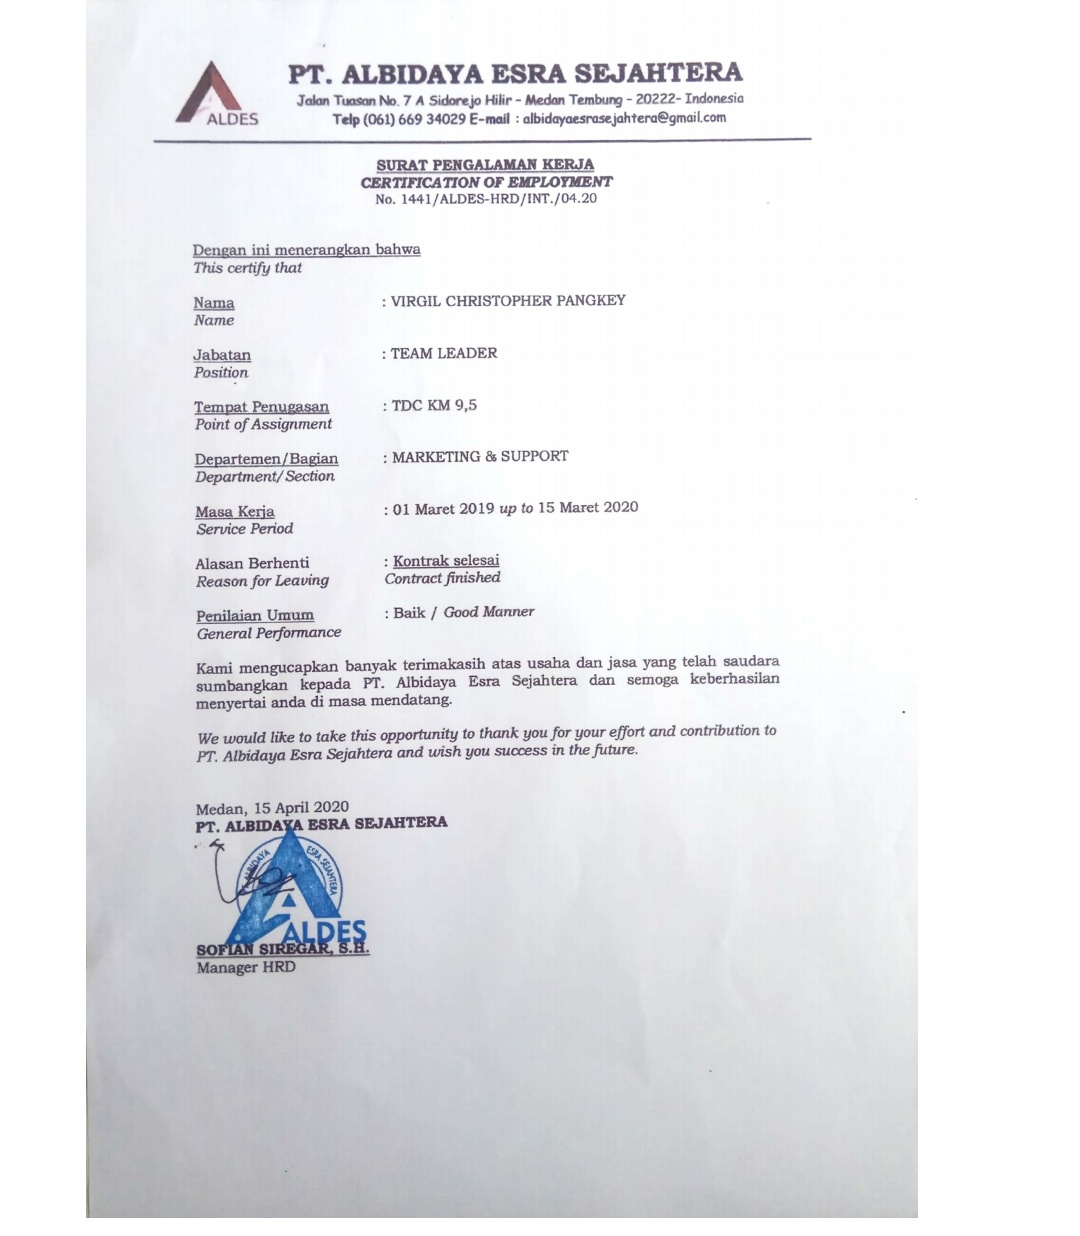 ALDES
PT. ALBIDAYA ESRA SEJAHTERA
Jalan Tuasan No. 7 A Sidorejo Hilir - Medan Tembung - 20222- Indonesia
Telp (061) 669 34029 E-mail : albidayaesrasejahtera@gmail.com
SURAT PENGALAMAN KERJA
CERTIFICATION OF EMPLOYMENT
No. 1441/ALDES-HRD/INT./04.20
Dengan ini menerangkan bahwa
This certify that
Nama : VIRGIL CHRISTOPHER PANGKEY
Name
Jabatan : TEAM LEADER
Position
Tempat Penugasan : TDC KM 9,5
Point of Assignment
Departemen/Bagian : MARKETING & SUPPORT
Department/Section
Masa Kerja : 01 Maret 2019 up to 15 Maret 2020
Service Period
Alasan Berhenti : Kontrak selesai
Reason for Leaving Contract finished
Penilaian Umum : Baik / Good Manner
General Performance
Kami mengucapkan banyak terimakasih atas usaha dan jasa yang telah saudara
sumbangkan kepada PT. Albidaya Esra Sejahtera dan semoga keberhasilan
menyertai anda di masa mendatang.
We would like to take this opportunity to thank you for your effort and contribution to
PT. Albidaya Esra Sejahtera and wish you success in the future.
Medan, 15 April 2020
PT. ALBIDAYA ESRA SEJAHTERA
ALBIDAYA ESRA SEJAHTERA
ALDES
SOFIAN SIREGAR, S.H.
Manager HRD